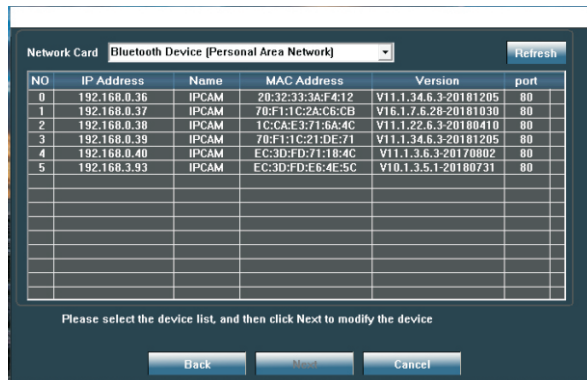 Network Card Bluetooth Device (Personal Area Network) Refresh
NO IP Address Name MAC Address Version port
0 192.168.0.36 IPCAM 20:32:33:3A:F4:12 V11.1.34.6.3-20181205 80
1 192.168.0.37 IPCAM 70:F1:1C:2A:C6:CB V16.1.7.6.28-20181030 80
2 192.168.0.38 IPCAM 1C:CA:E3:71:6A:4C V11.1.22.6.3-20180410 80
3 192.168.0.39 IPCAM 70:F1:1C:21:DE:71 V11.1.34.6.3-20181205 80
4 192.168.0.40 IPCAM EC:3D:FD:71:18:4C V11.1.3.6.3-20170802 80
5 192.168.3.93 IPCAM EC:3D:FD:E6:4E:5C V10.1.3.5.1-20180731 80
Please select the device list, and then click Next to modify the device
Back Next Cancel